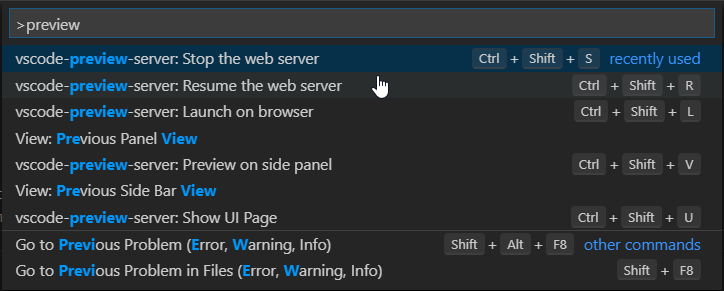 >preview
vscode-preview-server: Stop the web server Ctrl + Shift + S recently used
vscode-preview-server: Resume the web server Ctrl + Shift + R
vscode-preview-server: Launch on browser Ctrl + Shift + L
View: Previous Panel View
vscode-preview-server: Preview on side panel Ctrl + Shift + V
View: Previous Side Bar View
vscode-preview-server: Show UI Page Ctrl + Shift + U
Go to Previous Problem (Error, Warning, Info) Shift + Alt + F8 other commands
Go to Previous Problem in Files (Error, Warning, Info) Shift + F8